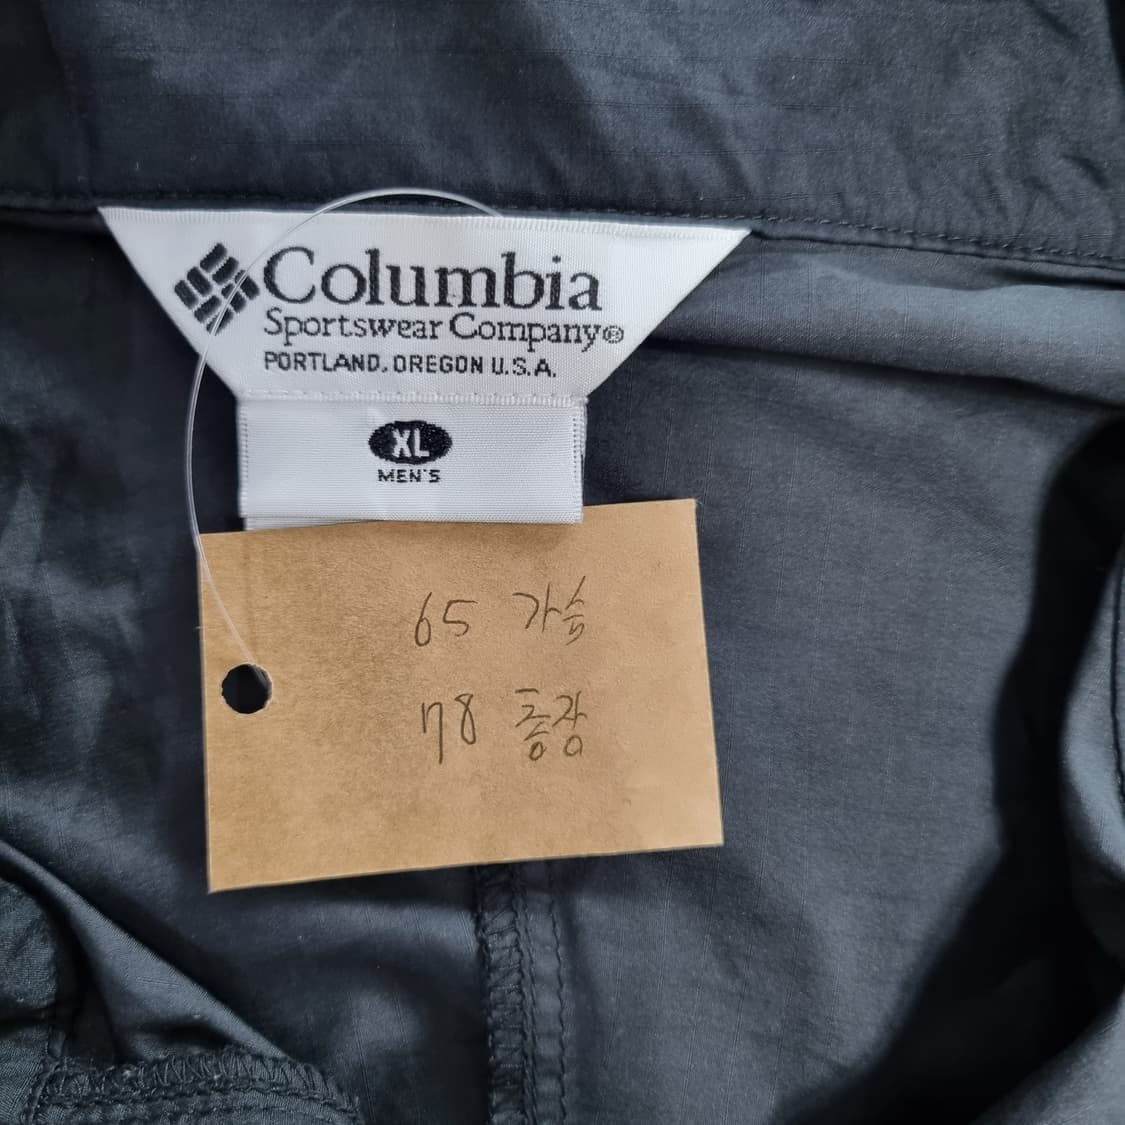 Columbia
Sportswear Company®
PORTLAND, OREGON U.S.A.
XL
MEN'S
65 가슴
78 총장